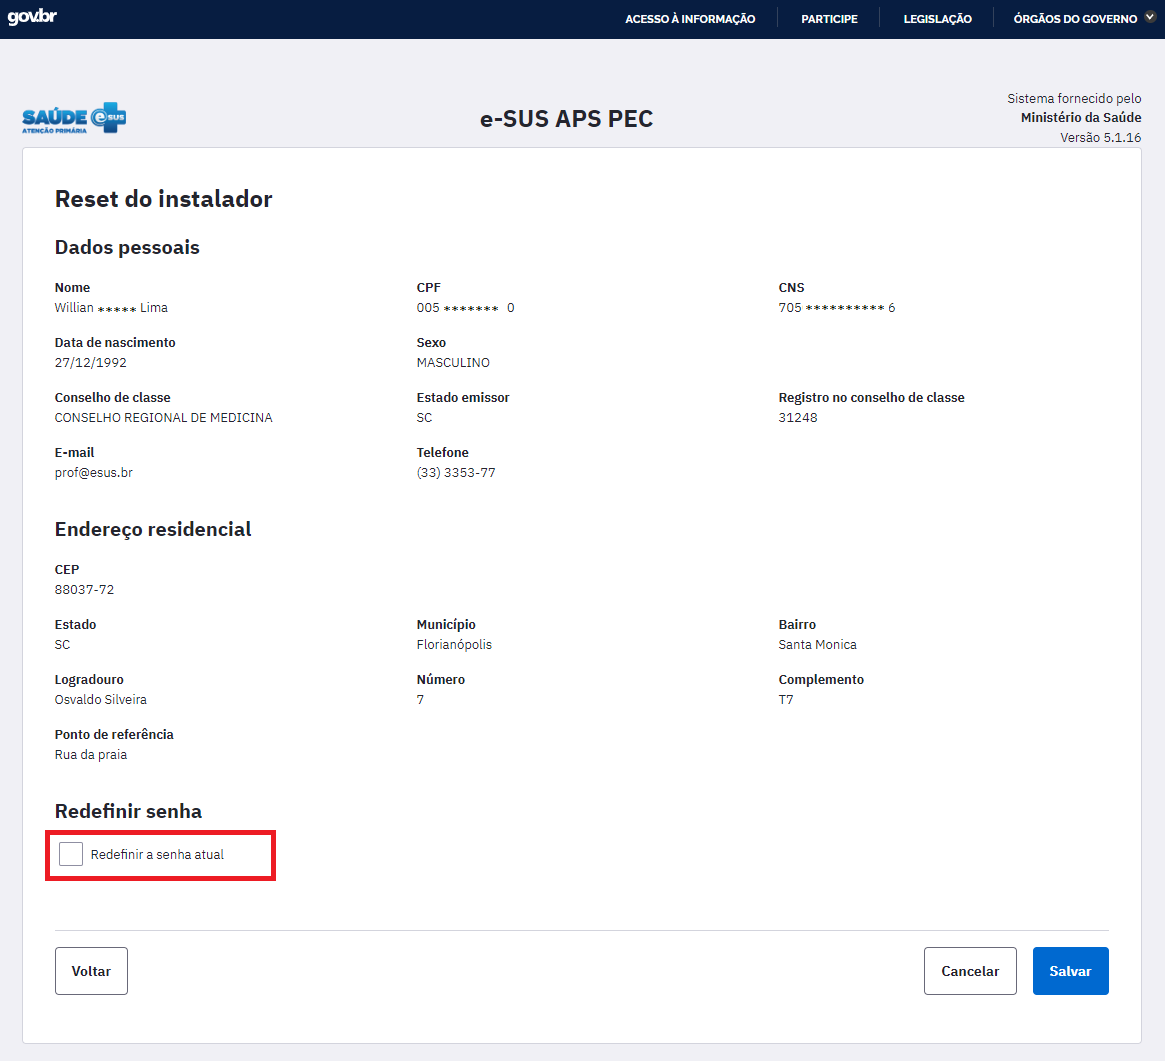 gov.br
ACESSO À INFORMAÇÃO PARTICIPE LEGISLAÇÃO ÓRGÃOS DO GOVERNO
SAÚDE e-SUS
ATENÇÃO PRIMÁRIA
e-SUS APS PEC
Sistema fornecido pelo
Ministério da Saúde
Versão 5.1.16
Reset do instalador
Dados pessoais
Nome CPF CNS
Willian ***** Lima 005 ******* 0 705 ********** 6
Data de nascimento Sexo
27/12/1992 MASCULINO
Conselho de classe Estado emissor Registro no conselho de classe
CONSELHO REGIONAL DE MEDICINA SC 31248
E-mail Telefone
prof@esus.br (33) 3353-77
Endereço residencial
CEP
88037-72
Estado Município Bairro
SC Florianópolis Santa Monica
Logradouro Número Complemento
Osvaldo Silveira 7 T7
Ponto de referência
Rua da praia
Redefinir senha
Redefinir a senha atual
Voltar Cancelar Salvar